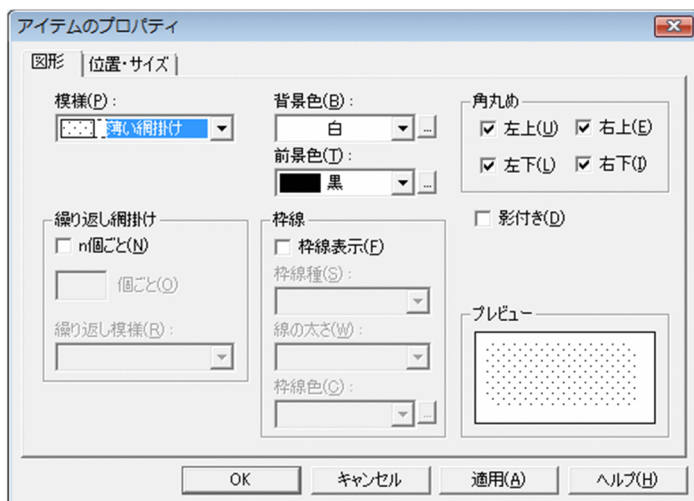 アイテムのプロパティ
図形
位置・サイズ
模様(P):
薄い網掛け
背景色(B):
白
...
前景色(T):
黒
...
角丸め
左上(U)
右上(E)
左下(L)
右下(I)
影付き(D)
繰り返し網掛け
n個ごと(N)
個ごと(O)
繰り返し模様(R):
枠線
枠線表示(F)
枠線種(S):
線の太さ(W):
枠線色(C):
...
プレビュー
OK
キャンセル
適用(A)
ヘルプ(H)